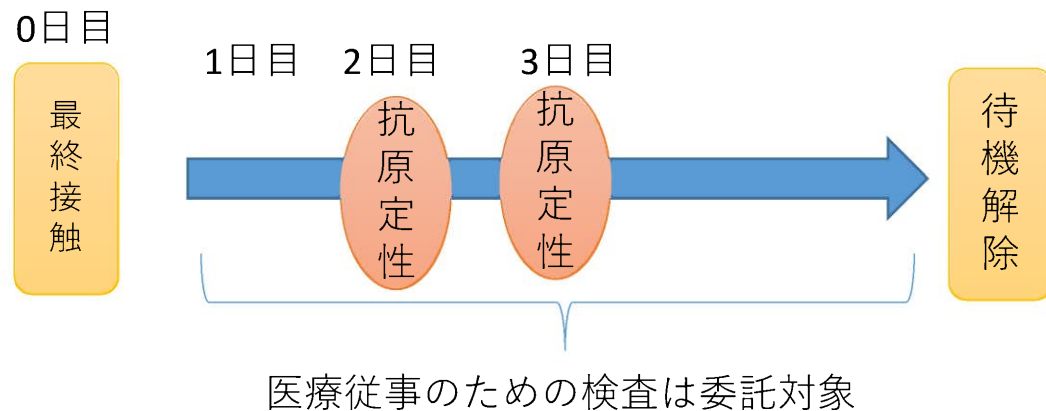 0日目
1日目
2日目
3日目
最終接触
抗原定性
抗原定性
待機解除
医療従事のための検査は委託対象